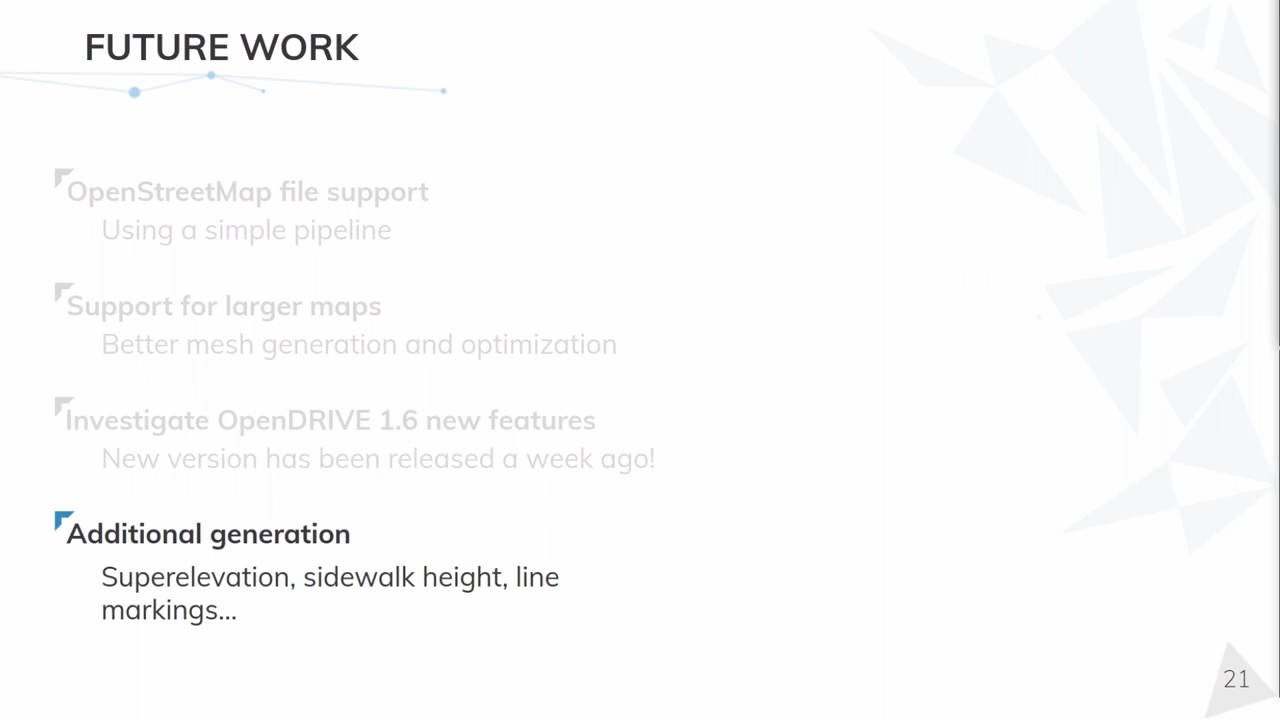 FUTURE WORK
OpenStreetMap file support
Using a simple pipeline
Support for larger maps
Better mesh generation and optimization
Investigate OpenDRIVE 1.6 new features
New version has been released a week ago!
Additional generation
Superelevation, sidewalk height, line
markings...
21